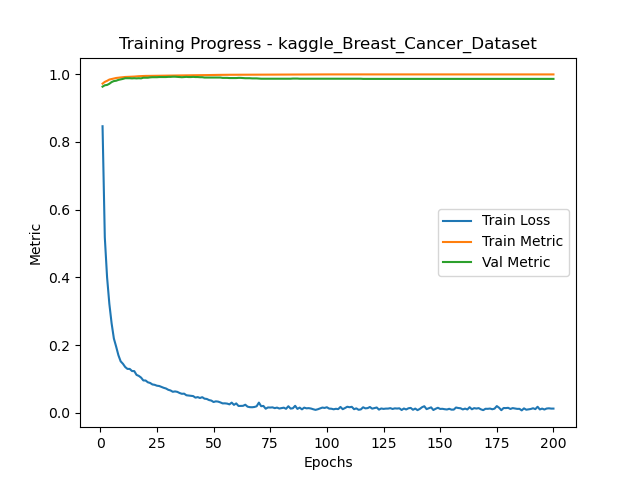 Training Progress - kaggle_Breast_Cancer_Dataset
1.0
0.8
0.6
0.4
0.2
0.0
Metric
Train Loss
Train Metric
Val Metric
0 25 50 75 100 125 150 175 200
Epochs